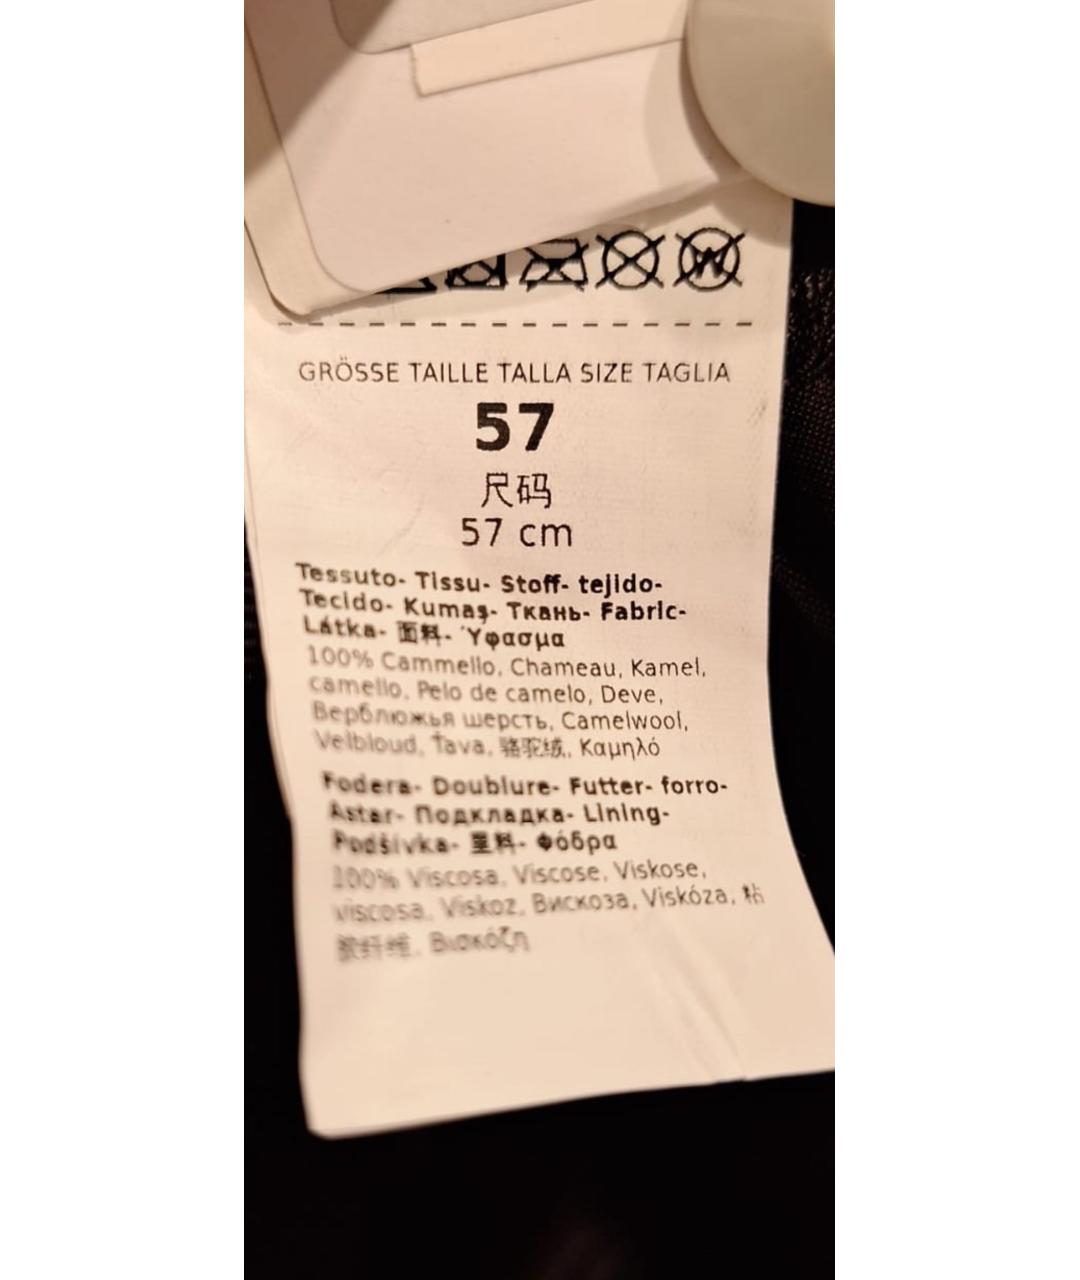 GRÖSSE TAILLE TALLA SIZE TAGLIA
57
尺码
57 cm
Tessuto- Tissu- Stoff- tejido-
Tecido- Kumaş- Ткань- Fabric-
Látka- 面料- Ύφασμα
100% Cammello, Chameau, Kamel,
camello, Pelo de camelo, Deve,
Верблюжья шерсть, Camelwool,
Velbloud, Ťava, 骆驼绒, Καμηλό
Fodera- Doublure- Futter- forro-
Astar- Подкладка- Lining-
Podšívka- 里料- Φόδρα
100% Viscosa, Viscose, Viskose,
viscosa, Viskoz, Вискоза, Viskóza, 粘
胶纤维, Βισκόζη